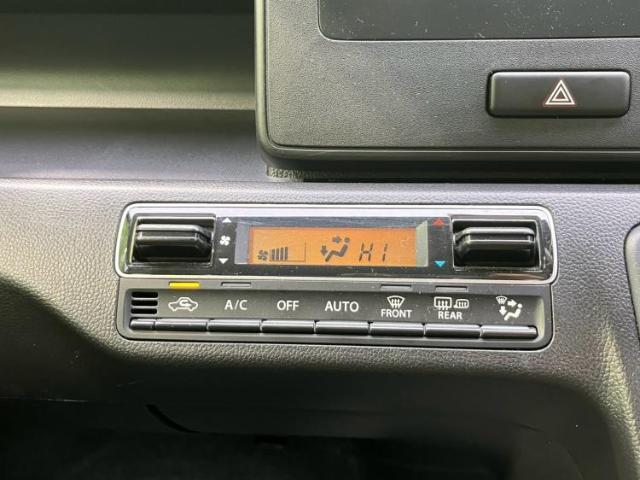 HI
A/C OFF AUTO FRONT REAR